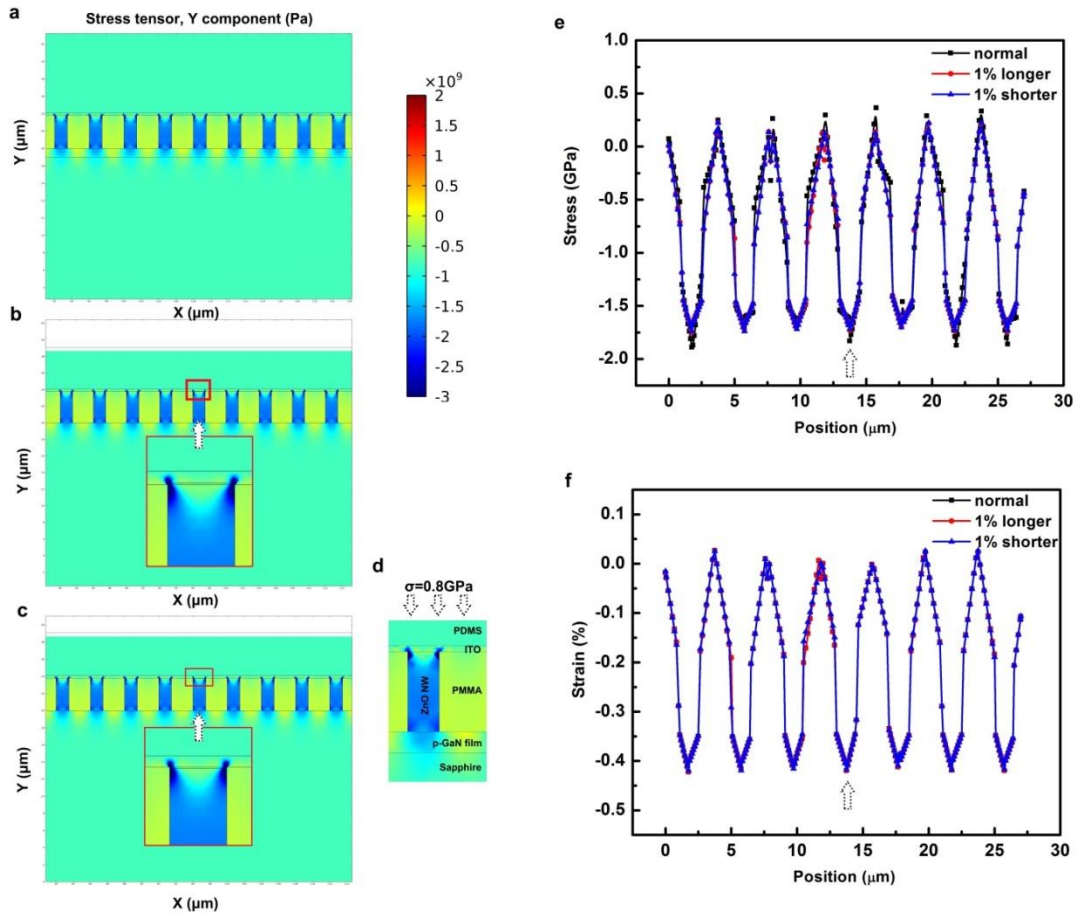 a
Stress tensor, Y component (Pa)
Y (μm)
X (μm)
×10⁹
2
1.5
1
0.5
0
-0.5
-1
-1.5
-2
-2.5
-3
b
Y (μm)
X (μm)
c
Y (μm)
X (μm)
d
σ=0.8GPa
PDMS
ITO
ZnO NW
PMMA
p-GaN film
Sapphire
e
normal
1% longer
1% shorter
Stress (GPa)
1.0
0.5
0.0
-0.5
-1.0
-1.5
-2.0
0 5 10 15 20 25 30
Position (μm)
f
normal
1% longer
1% shorter
Strain (%)
0.1
0.0
-0.1
-0.2
-0.3
-0.4
-0.5
0 5 10 15 20 25 30
Position (μm)